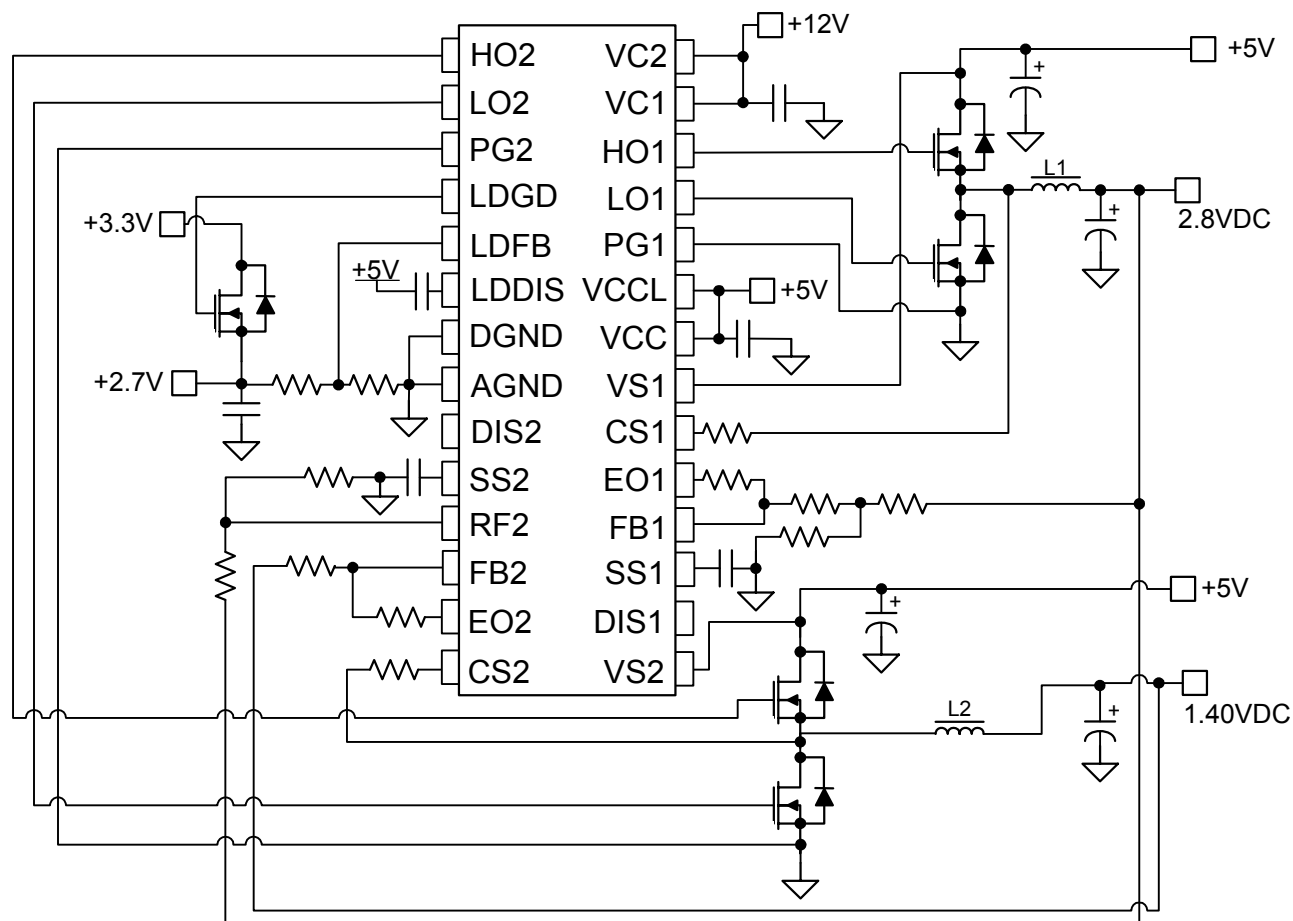 HO2
LO2
PG2
LDGD
LDFB
LDDIS
DGND
AGND
DIS2
SS2
RF2
FB2
EO2
CS2
VC2
VC1
HO1
LO1
PG1
VCCL
VCC
VS1
CS1
EO1
FB1
SS1
DIS1
VS2
+3.3V
+5V
+2.7V
+12V
+5V
+
L1
+
2.8VDC
+5V
+5V
+
L2
+
1.40VDC